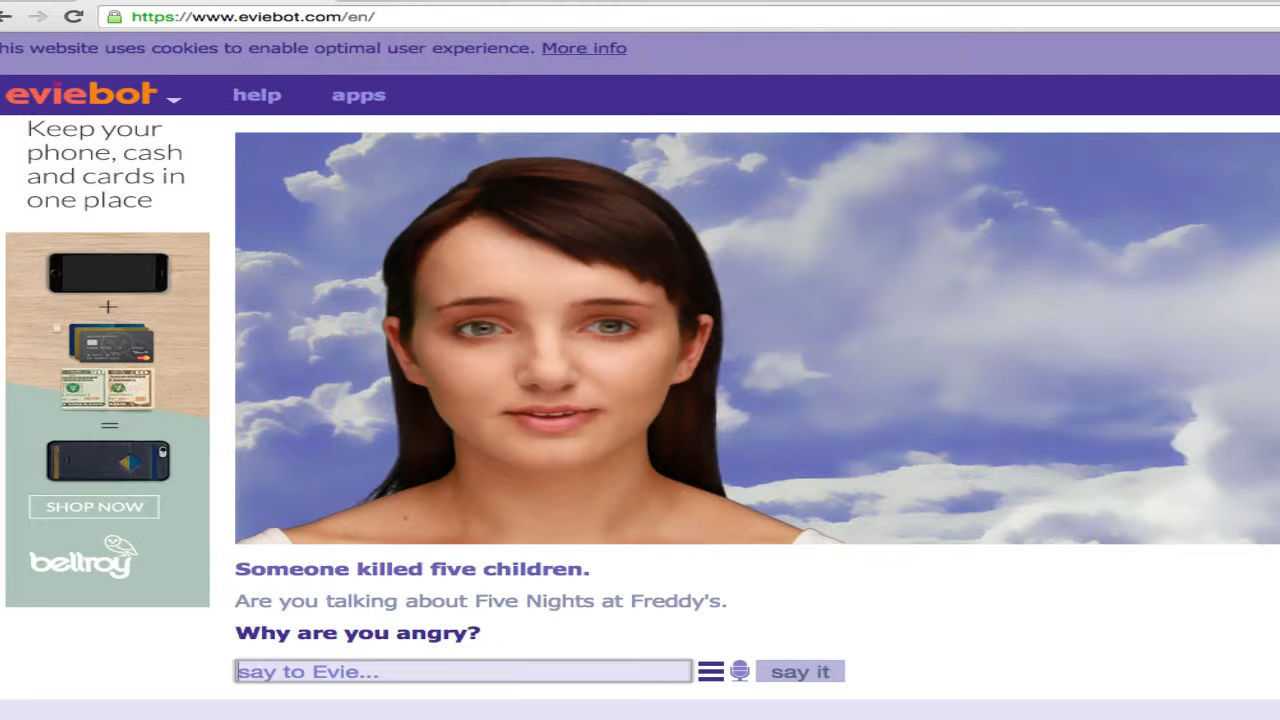 https://www.eviebot.com/en/
his website uses cookies to enable optimal user experience. More info
eviebot help apps
Keep your
phone, cash
and cards in
one place
+
=
SHOP NOW
bellroy
Someone killed five children.
Are you talking about Five Nights at Freddy's.
Why are you angry?
say to Evie... say it